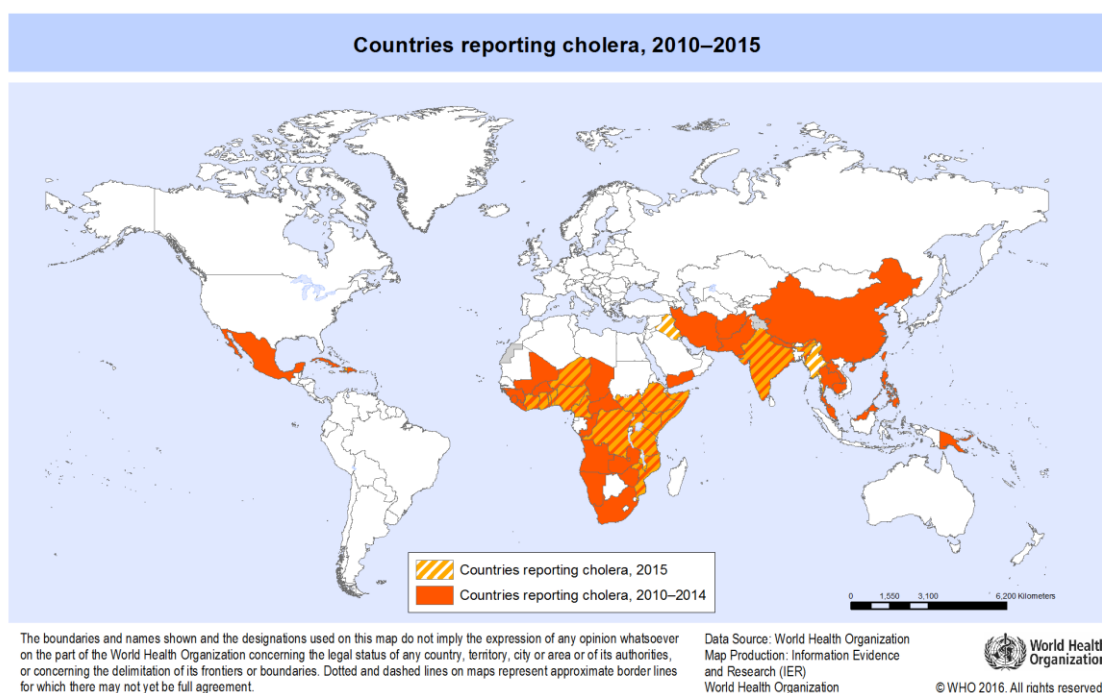 Countries reporting cholera, 2010–2015
Countries reporting cholera, 2015
Countries reporting cholera, 2010–2014
0 1,550 3,100 6,200 Kilometers
The boundaries and names shown and the designations used on this map do not imply the expression of any opinion whatsoever
on the part of the World Health Organization concerning the legal status of any country, territory, city or area or of its authorities,
or concerning the delimitation of its frontiers or boundaries. Dotted and dashed lines on maps represent approximate border lines
for which there may not yet be full agreement.
Data Source: World Health Organization
Map Production: Information Evidence
and Research (IER)
World Health Organization
World Health
Organization
© WHO 2016. All rights reserved